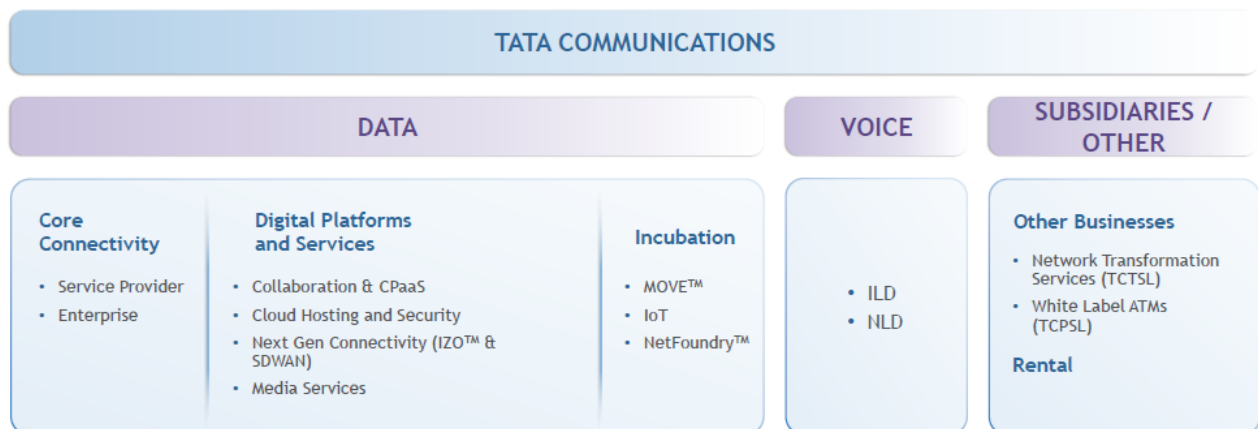 TATA COMMUNICATIONS
DATA
VOICE
SUBSIDIARIES /
OTHER
Core
Connectivity
• Service Provider
• Enterprise
Digital Platforms
and Services
• Collaboration & CPaaS
• Cloud Hosting and Security
• Next Gen Connectivity (IZO™ &
SDWAN)
• Media Services
Incubation
• MOVE™
• IoT
• NetFoundry™
• ILD
• NLD
Other Businesses
• Network Transformation
Services (TCTSL)
• White Label ATMs
(TCPSL)
Rental